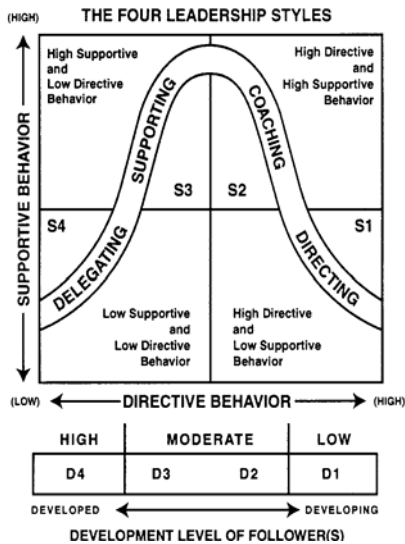 THE FOUR LEADERSHIP STYLES
(HIGH)
High Supportive
and
Low Directive
Behavior
High Directive
and
High Supportive
Behavior
SUPPORTING
COACHING
S3
S2
S4
S1
DELEGATING
DIRECTING
SUPPORTIVE BEHAVIOR
Low Supportive
and
Low Directive
Behavior
High Directive
and
Low Supportive
Behavior
(LOW)
DIRECTIVE BEHAVIOR
(HIGH)
HIGH
MODERATE
LOW
D4
D3
D2
D1
DEVELOPED
DEVELOPING
DEVELOPMENT LEVEL OF FOLLOWER(S)